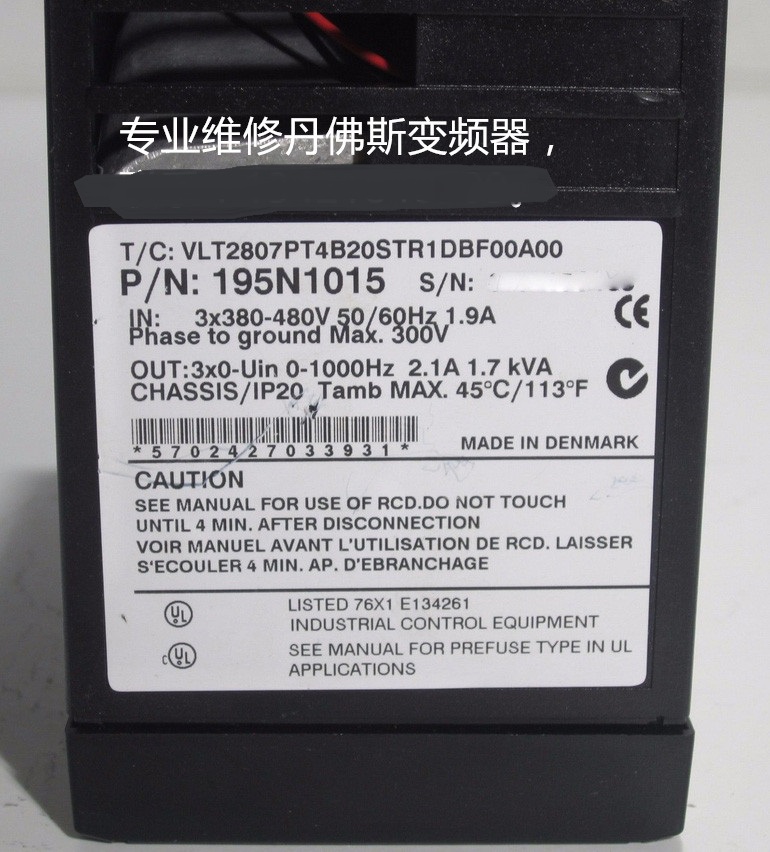 专业维修丹佛斯变频器，
T/C: VLT2807PT4B20STR1DBF00A00
P/N: 195N1015 S/N:
IN: 3x380-480V 50/60Hz 1.9A
Phase to ground Max. 300V
OUT:3x0-Uin 0-1000Hz 2.1A 1.7 kVA
CHASSIS/IP20 Tamb MAX. 45°C/113°F
*5702427033931*
MADE IN DENMARK
CAUTION
SEE MANUAL FOR USE OF RCD.DO NOT TOUCH
UNTIL 4 MIN. AFTER DISCONNECTION
VOIR MANUEL AVANT L'UTILISATION DE RCD. LAISSER
S'ECOULER 4 MIN. AP. D'EBRANCHAGE
UL
LISTED 76X1 E134261
INDUSTRIAL CONTROL EQUIPMENT
c UL
SEE MANUAL FOR PREFUSE TYPE IN UL
APPLICATIONS